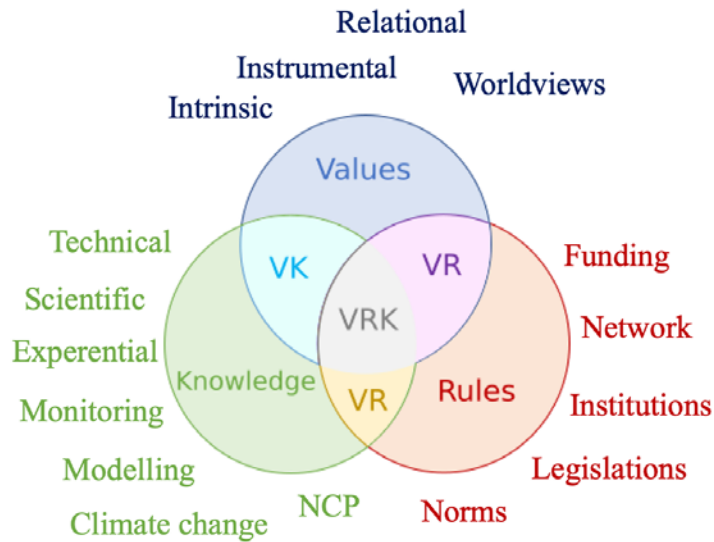 Relational
Instrumental
Worldviews
Intrinsic
Values
Technical
VK
VR
Funding
Scientific
VRK
Network
Experential
Knowledge
Rules
VR
Monitoring
Institutions
Modelling
Legislations
NCP
Norms
Climate change